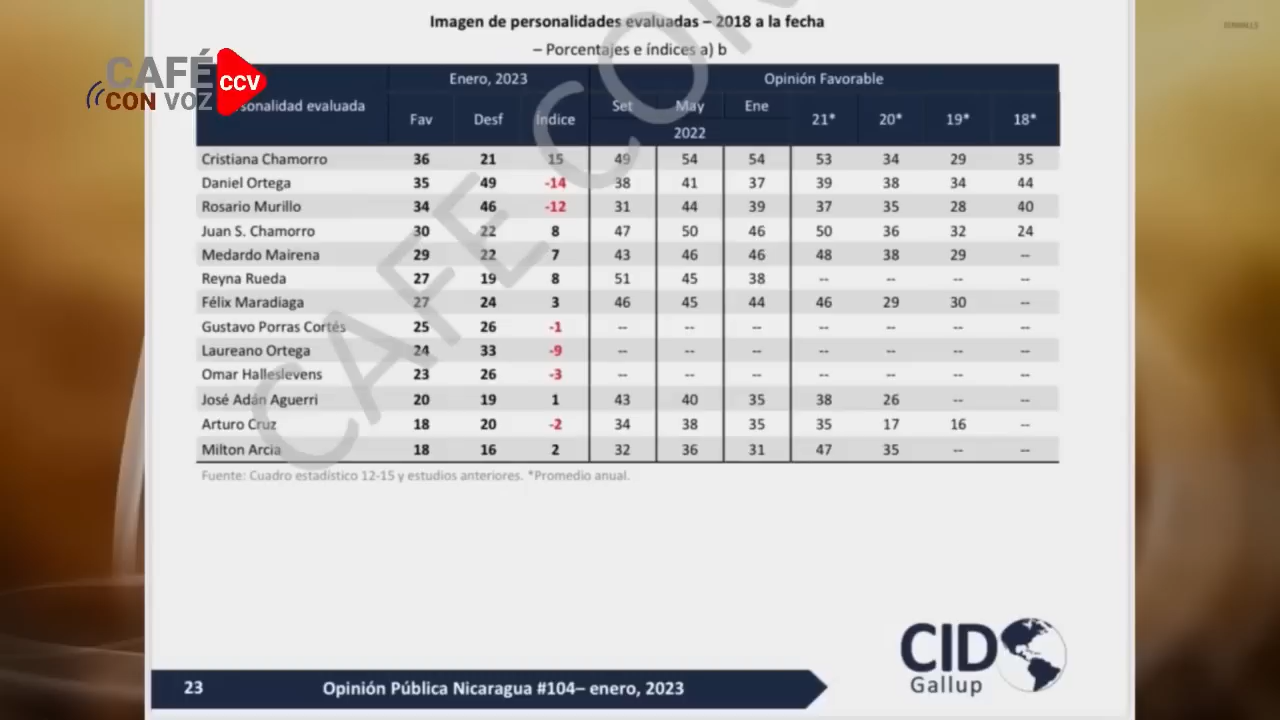 Imagen de personalidades evaluadas – 2018 a la fecha
– Porcentajes e índices a) b
CAFÉ
CON VOZ
CCV
sonalidad evaluada Enero, 2023 Opinión Favorable
Fav Desf Índice Set May Ene 21* 20* 19* 18*
2022
Cristiana Chamorro 36 21 15 49 54 54 53 34 29 35
Daniel Ortega 35 49 -14 38 41 37 39 38 34 44
Rosario Murillo 34 46 -12 31 44 39 37 35 28 40
Juan S. Chamorro 30 22 8 47 50 46 50 36 32 24
Medardo Mairena 29 22 7 43 46 46 48 38 29 --
Reyna Rueda 27 19 8 51 45 38 -- -- -- --
Félix Maradiaga 27 24 3 46 45 44 46 29 30 --
Gustavo Porras Cortés 25 26 -1 -- -- -- -- -- -- --
Laureano Ortega 24 33 -9 -- -- -- -- -- -- --
Omar Halleslevens 23 26 -3 -- -- -- -- -- -- --
José Adán Aguerri 20 19 1 43 40 35 38 26 -- --
Arturo Cruz 18 20 -2 34 38 35 35 17 16 --
Milton Arcia 18 16 2 32 36 31 47 35 -- --
Fuente: Cuadro estadístico 12-15 y estudios anteriores. *Promedio anual.
CAFE CON
CID
Gallup
23 Opinión Pública Nicaragua #104– enero, 2023